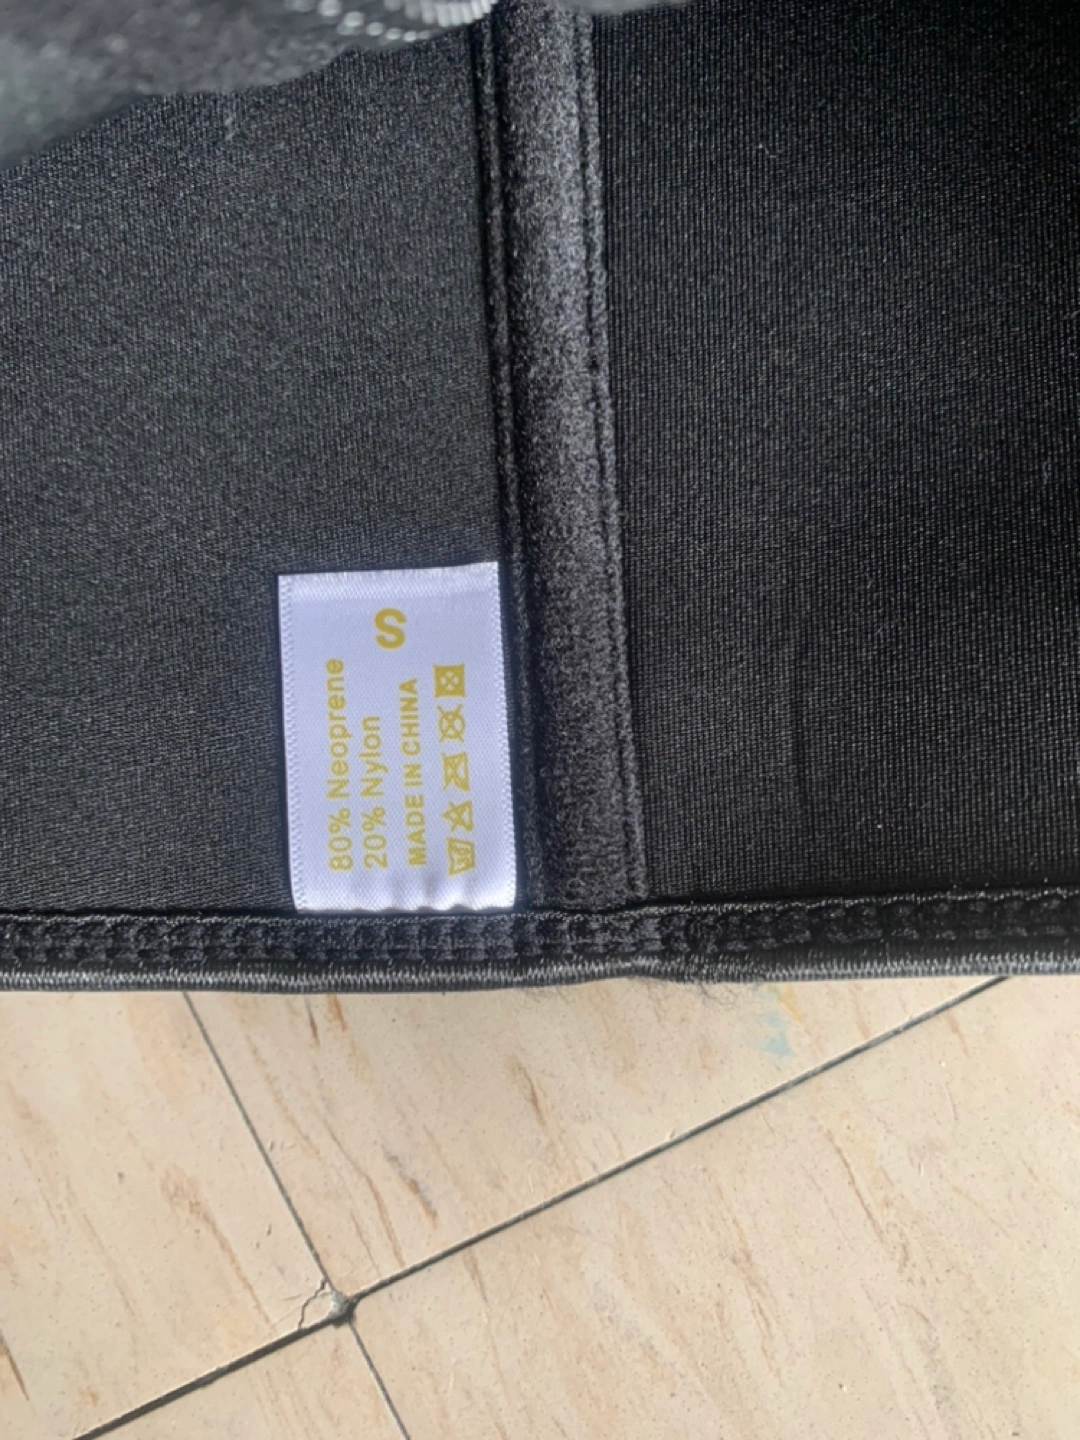 S
80% Neoprene
20% Nylon
MADE IN CHINA